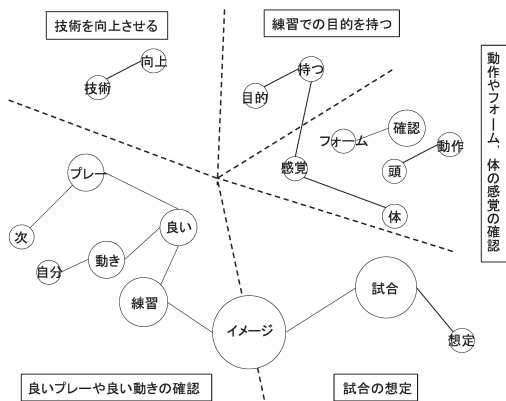 技術を向上させる
練習での目的を持つ
向上
技術
持つ
目的
動作やフォーム，体の感覚の確認
フォーム
確認
動作
頭
感覚
体
プレー
次
良い
動き
自分
練習
イメージ
試合
想定
良いプレーや良い動きの確認
試合の想定